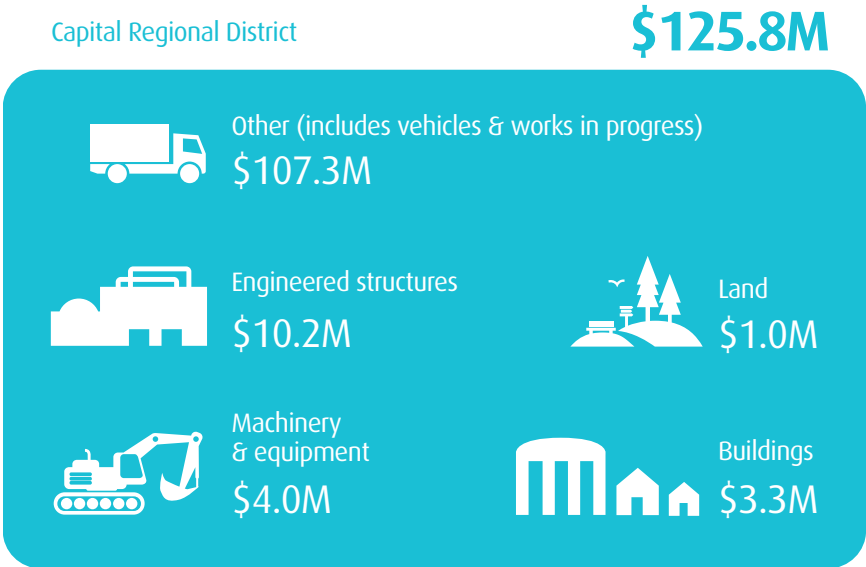 Capital Regional District
$125.8M
Other (includes vehicles & works in progress)
$107.3M
Engineered structures
$10.2M
Land
$1.0M
Machinery
& equipment
$4.0M
Buildings
$3.3M